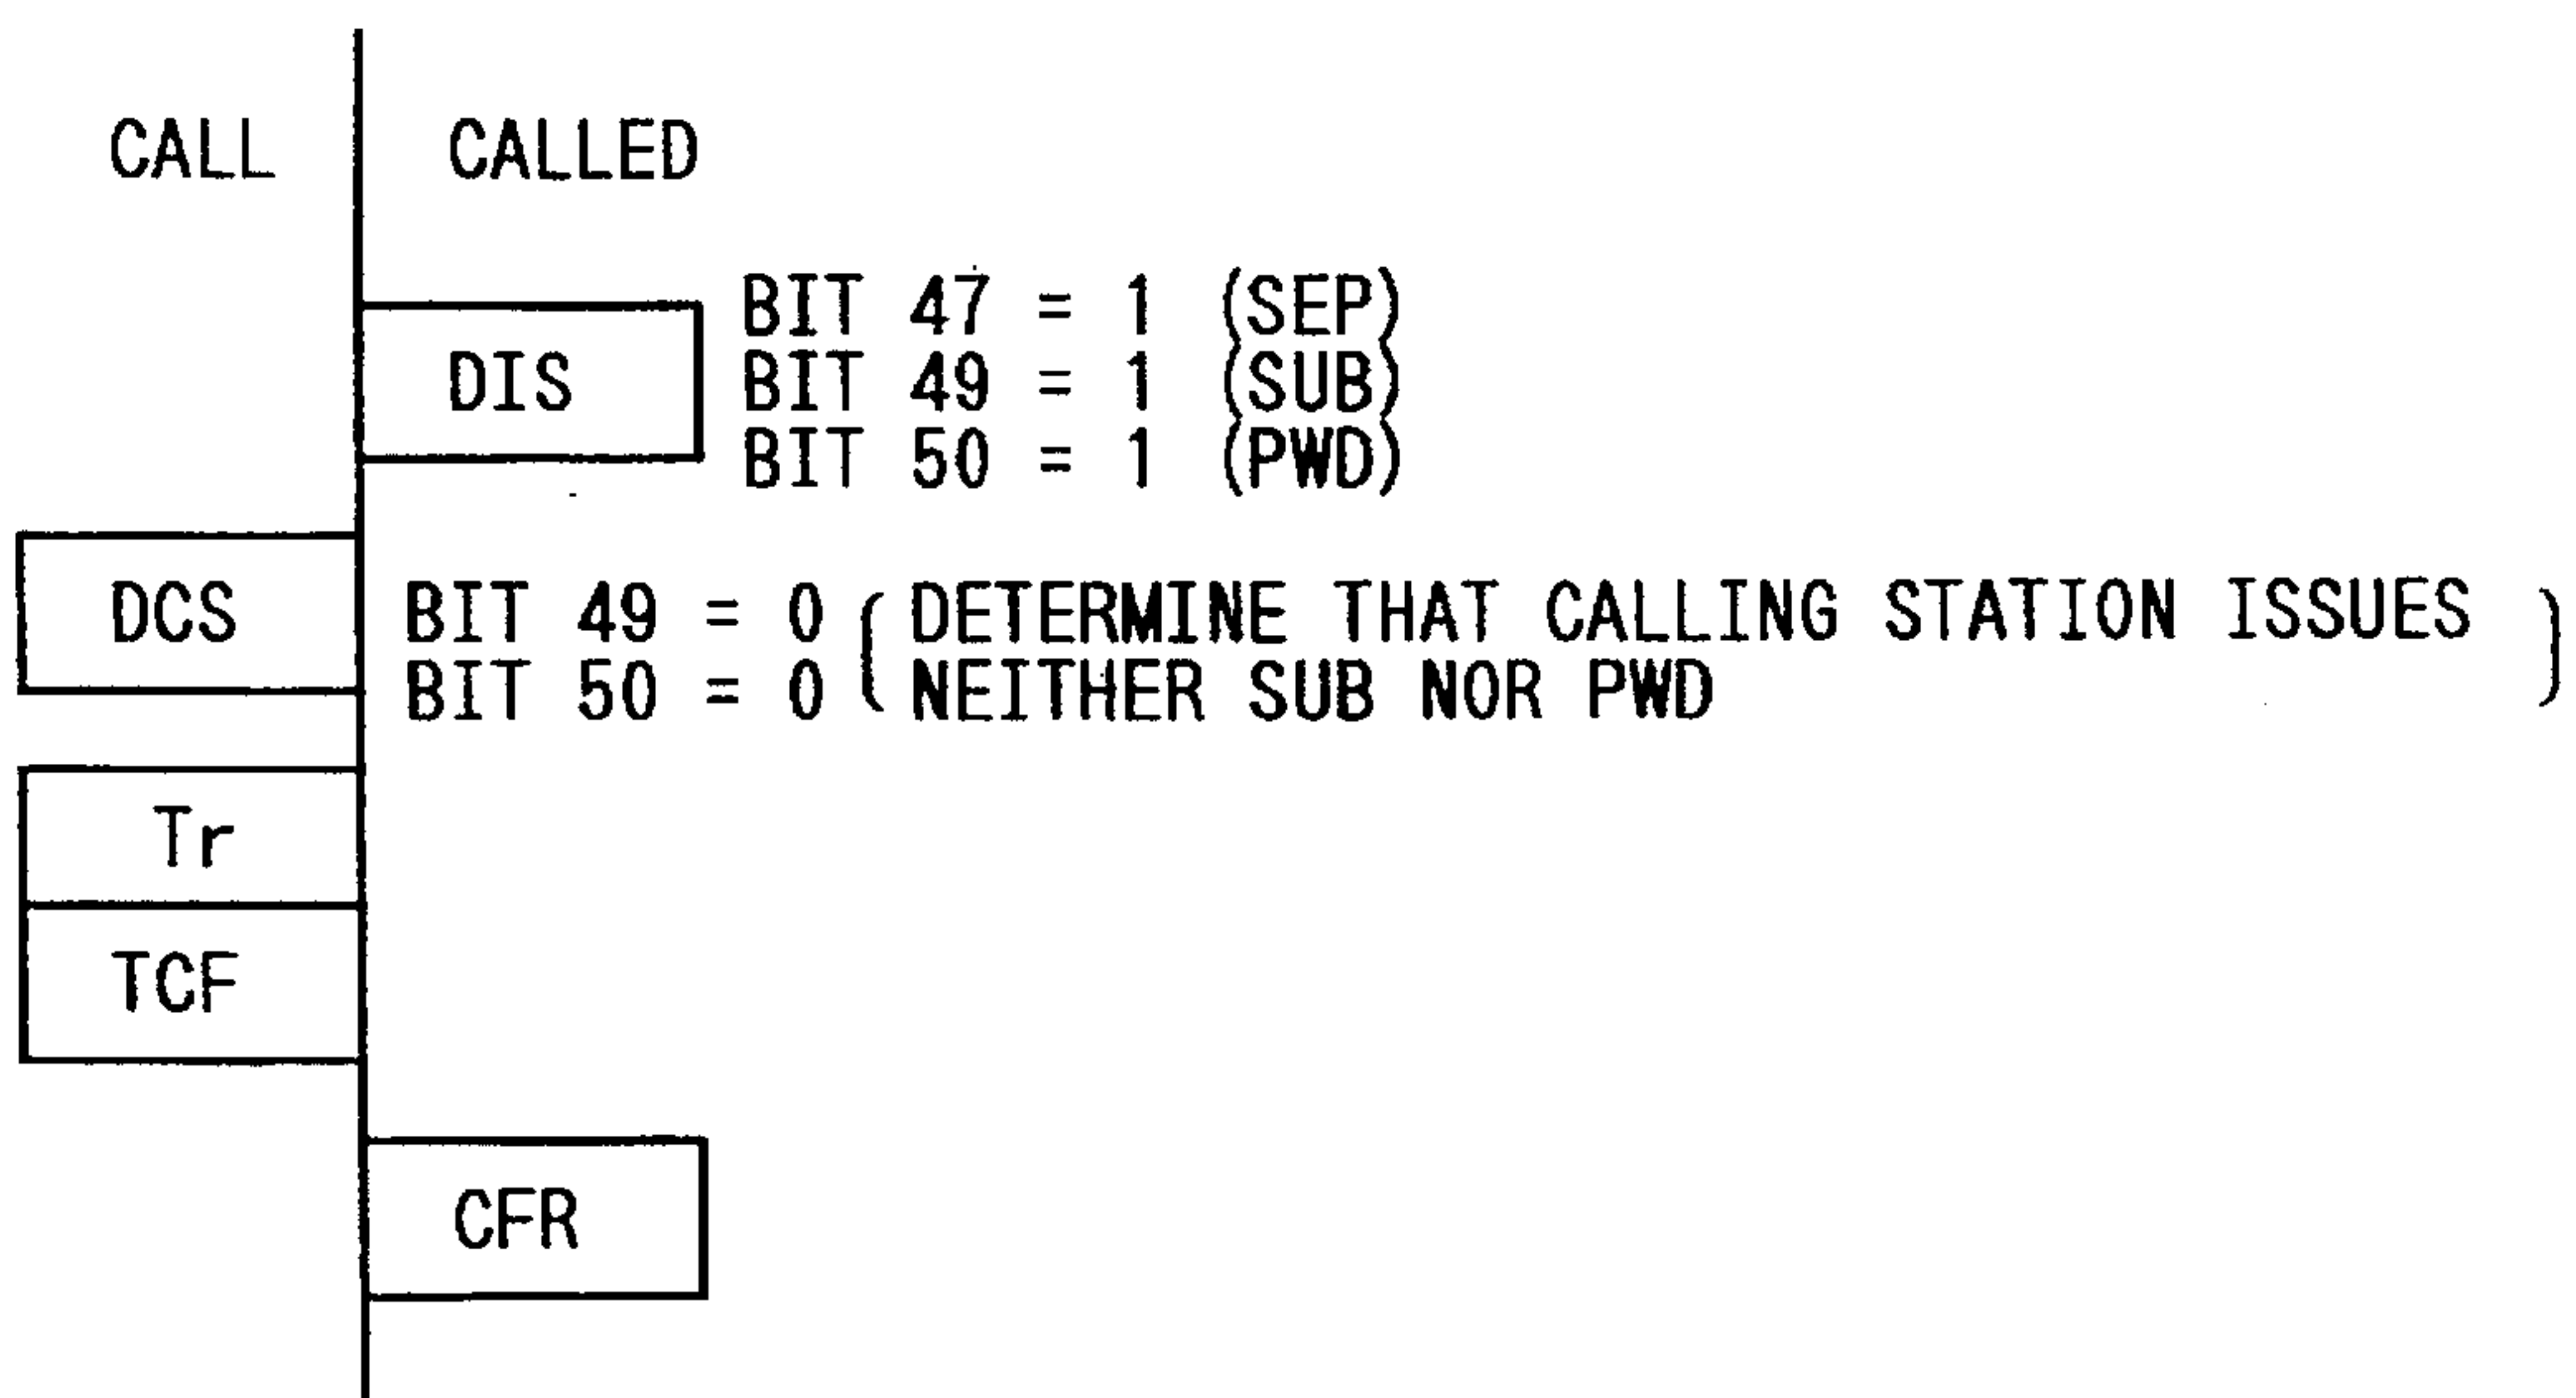 CALL CALLED
DIS
BIT 47 = 1 (SEP)
BIT 49 = 1 (SUB)
BIT 50 = 1 (PWD)
DCS
BIT 49 = 0 ( DETERMINE THAT CALLING STATION ISSUES )
BIT 50 = 0 NEITHER SUB NOR PWD
Tr
TCF
CFR